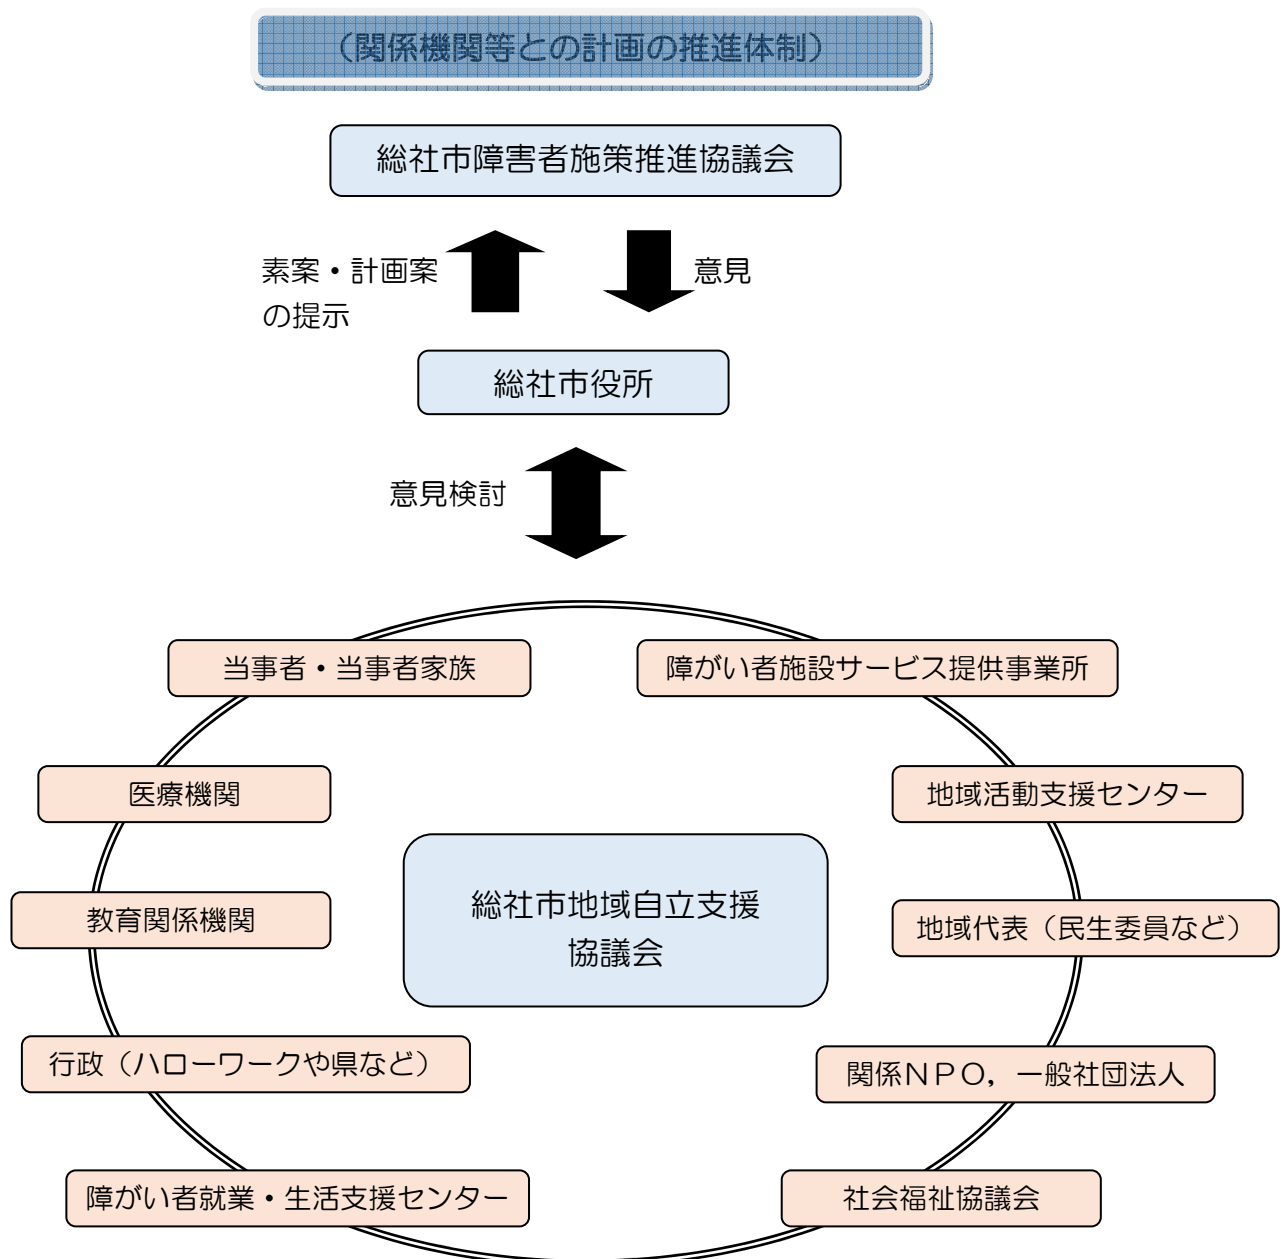 （関係機関等との計画の推進体制）
総社市障害者施策推進協議会
素案・計画案
の提示
意見
総社市役所
意見検討
当事者・当事者家族
障がい者施設サービス提供事業所
医療機関
地域活動支援センター
総社市地域自立支援
協議会
教育関係機関
地域代表（民生委員など）
行政（ハローワークや県など）
関係ＮＰＯ，一般社団法人
障がい者就業・生活支援センター
社会福祉協議会